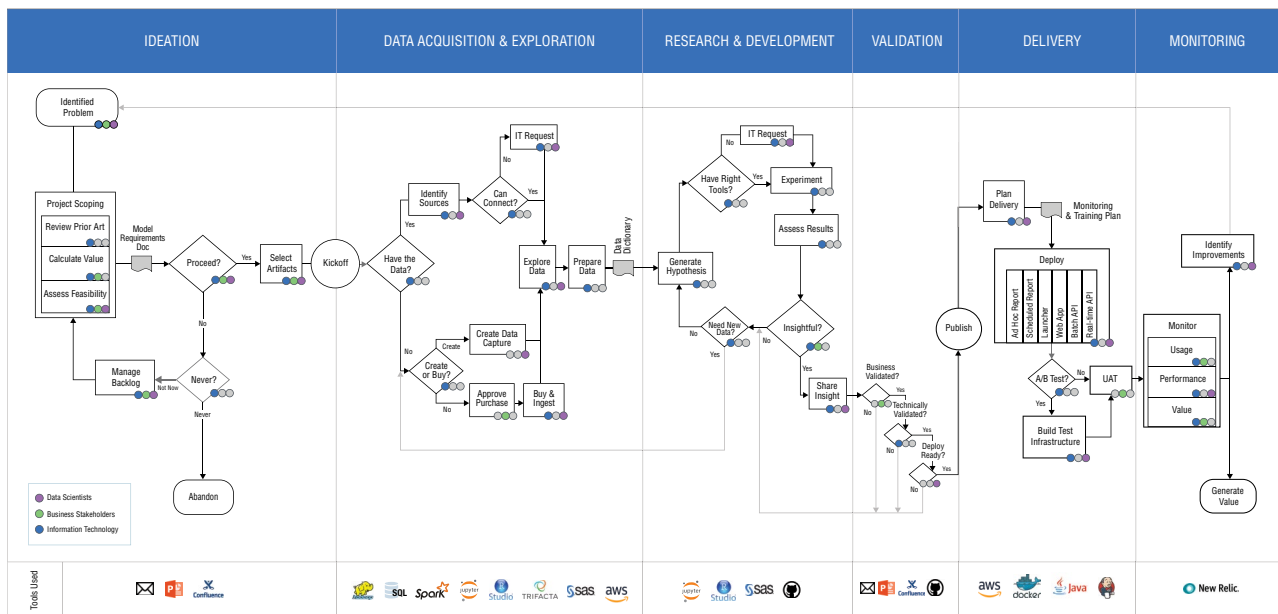 IDEATION
DATA ACQUISITION & EXPLORATION
RESEARCH & DEVELOPMENT
VALIDATION
DELIVERY
MONITORING
Identified
Problem
Project Scoping
Review Prior Art
Calculate Value
Assess Feasibility
Model
Requirements
Doc
Proceed?
Yes
No
Select
Artifacts
Manage
Backlog
Not Now
Never?
Never
Abandon
Kickoff
Have the
Data?
Yes
No
Identify
Sources
Can
Connect?
No
Yes
IT Request
Explore
Data
Prepare
Data
Data
Dictionary
Create
or Buy?
Create
No
Create Data
Capture
Approve
Purchase
Buy &
Ingest
Generate
Hypothesis
Have Right
Tools?
No
Yes
IT Request
Experiment
Assess Results
Insightful?
No
Yes
Need New
Data?
No
Yes
Share
Insight
Business
Validated?
Yes
Technically
Validated?
No
Yes
Deploy
Ready?
No
Yes
Publish
Plan
Delivery
Monitoring
& Training Plan
Deploy
Ad Hoc Report
Scheduled Report
Launcher
Web App
Batch API
Real-time API
A/B Test?
No
Yes
UAT
Build Test
Infrastructure
Identify
Improvements
Monitor
Usage
Performance
Value
Generate
Value
Data Scientists
Business Stakeholders
Information Technology
Tools Used
Confluence
hadoop
SQL
Spark
jupyter
Studio
TRIFACTA
sas
aws
jupyter
Studio
sas
Confluence
aws
docker
Java
New Relic.